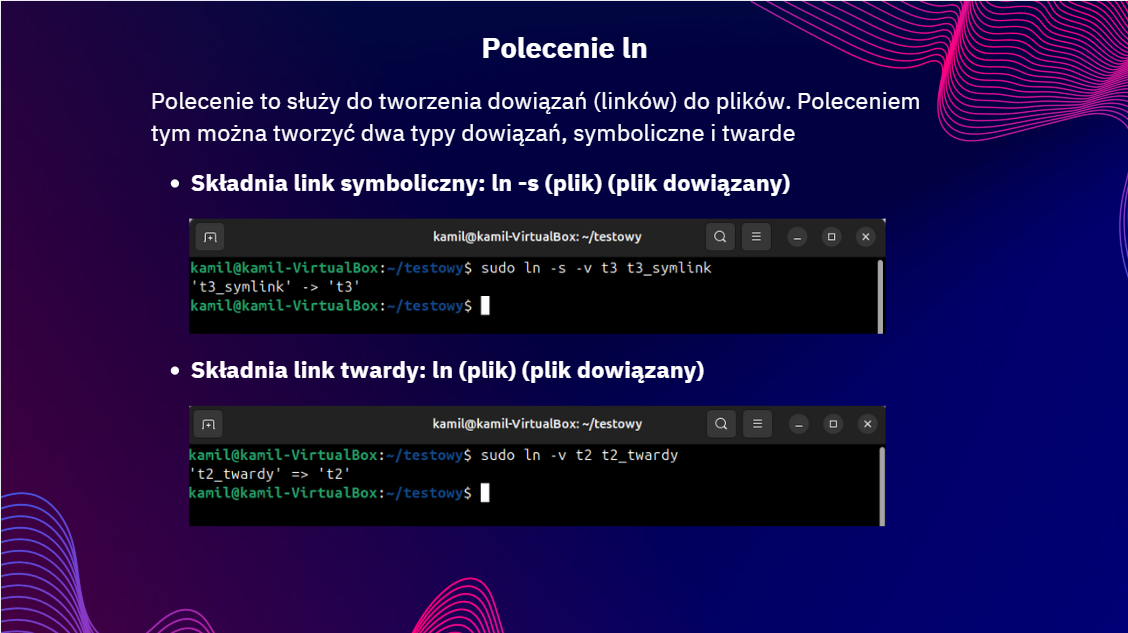 Polecenie ln
Polecenie to służy do tworzenia dowiązań (linków) do plików. Poleceniem
tym można tworzyć dwa typy dowiązań, symboliczne i twarde
• Składnia link symboliczny: ln -s (plik) (plik dowiązany)
kamil@kamil-VirtualBox: ~/testowy
kamil@kamil-VirtualBox:~/testowy$ sudo ln -s -v t3 t3_symlink
't3_symlink' -> 't3'
kamil@kamil-VirtualBox:~/testowy$
• Składnia link twardy: ln (plik) (plik dowiązany)
kamil@kamil-VirtualBox: ~/testowy
kamil@kamil-VirtualBox:~/testowy$ sudo ln -v t2 t2_twardy
't2_twardy' => 't2'
kamil@kamil-VirtualBox:~/testowy$